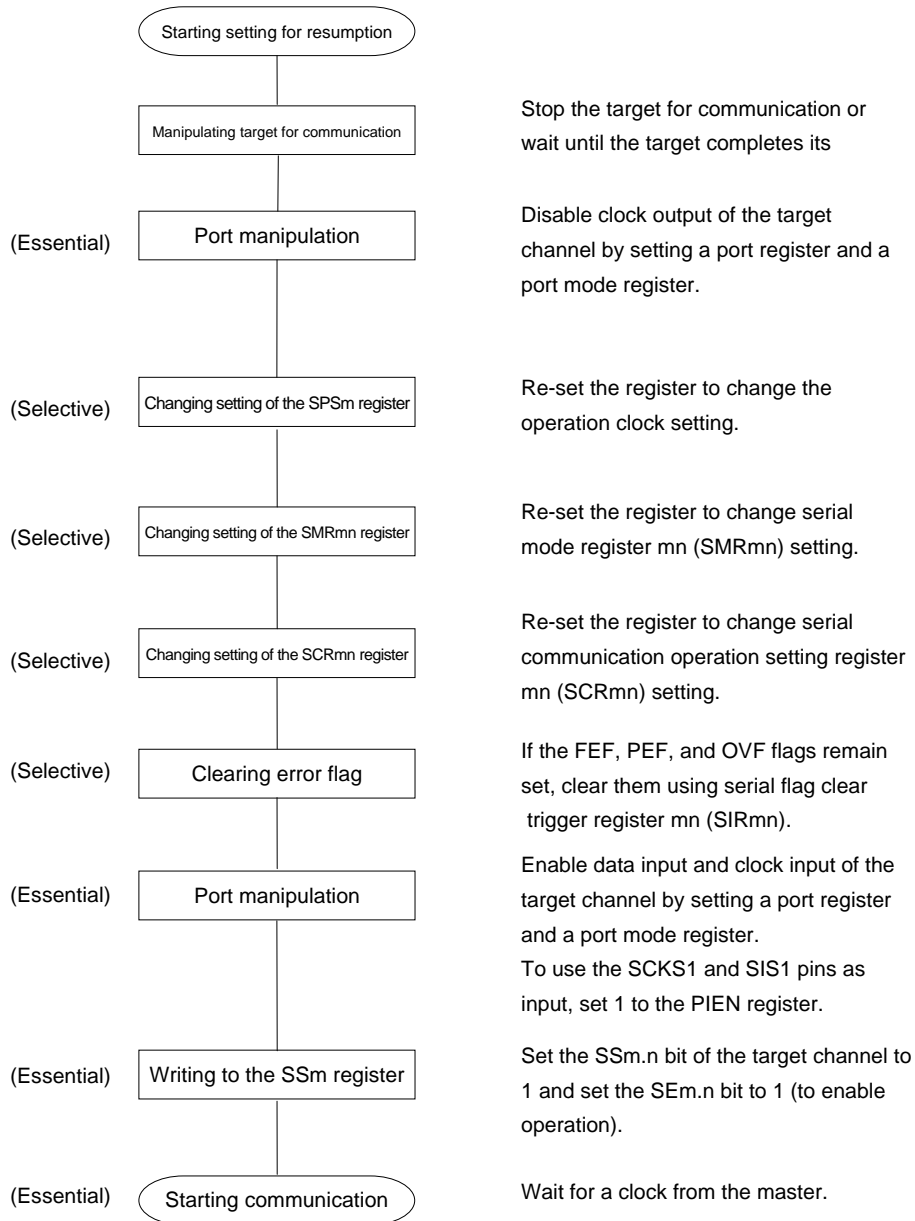 Starting setting for resumption
Manipulating target for communication
Stop the target for communication or
wait until the target completes its
(Essential)
Port manipulation
Disable clock output of the target
channel by setting a port register and a
port mode register.
(Selective)
Changing setting of the SPSm register
Re-set the register to change the
operation clock setting.
(Selective)
Changing setting of the SMRmn register
Re-set the register to change serial
mode register mn (SMRmn) setting.
(Selective)
Changing setting of the SCRmn register
Re-set the register to change serial
communication operation setting register
mn (SCRmn) setting.
(Selective)
Clearing error flag
If the FEF, PEF, and OVF flags remain
set, clear them using serial flag clear
trigger register mn (SIRmn).
(Essential)
Port manipulation
Enable data input and clock input of the
target channel by setting a port register
and a port mode register.
To use the SCKS1 and SIS1 pins as
input, set 1 to the PIEN register.
(Essential)
Writing to the SSm register
Set the SSm.n bit of the target channel to
1 and set the SEm.n bit to 1 (to enable
operation).
(Essential)
Starting communication
Wait for a clock from the master.